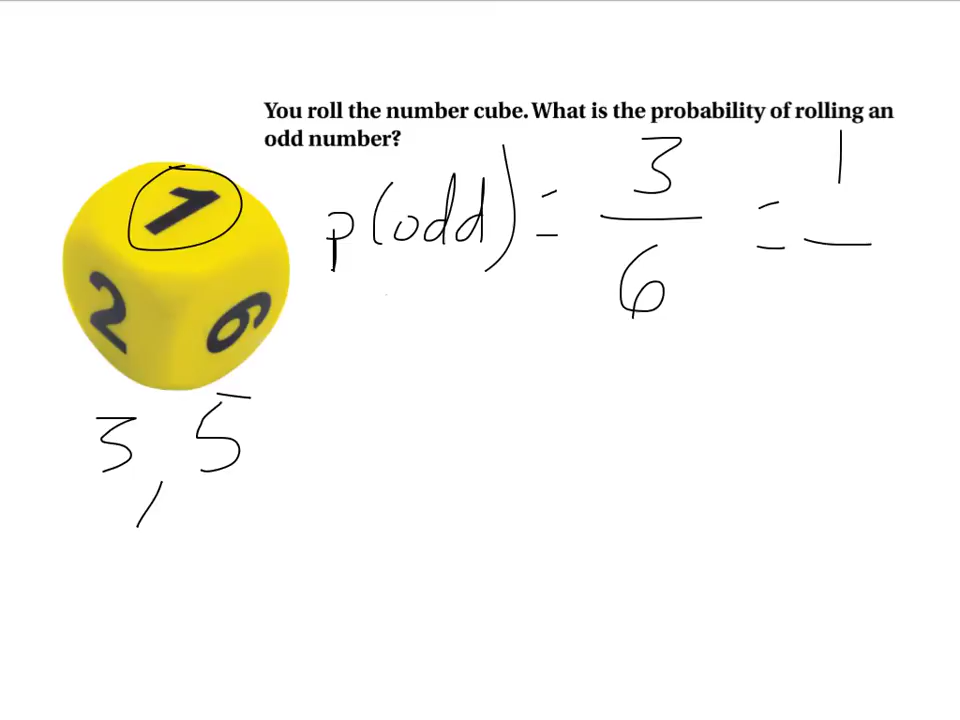 You roll the number cube. What is the probability of rolling an
odd number?
p(odd) = 3/6 = 1/
1
2 6
3, 5